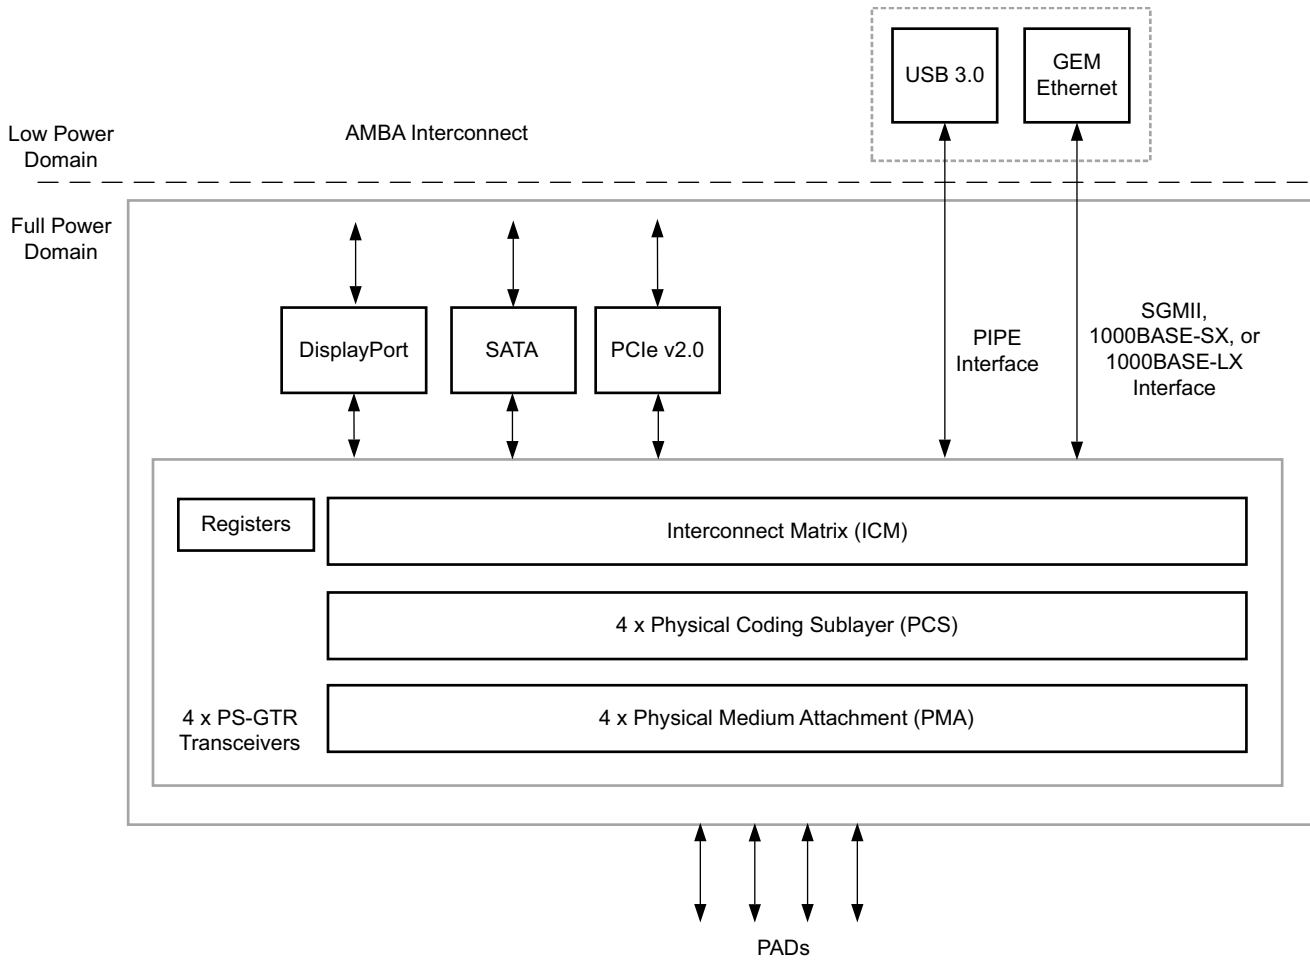 USB 3.0
GEM
Ethernet
Low Power
Domain
AMBA Interconnect
Full Power
Domain
DisplayPort
SATA
PCIe v2.0
PIPE
Interface
SGMII,
1000BASE-SX, or
1000BASE-LX
Interface
Registers
Interconnect Matrix (ICM)
4 x Physical Coding Sublayer (PCS)
4 x PS-GTR
Transceivers
4 x Physical Medium Attachment (PMA)
PADs